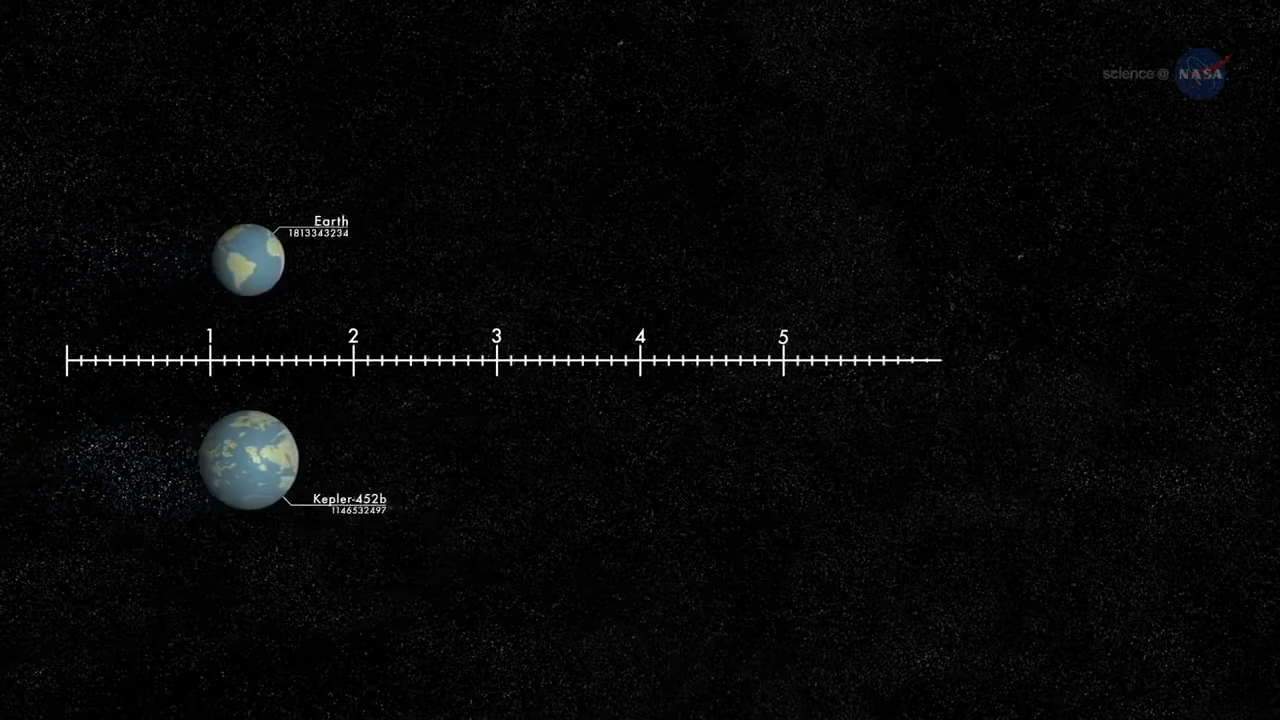 science @ NASA
Earth
1813343234
1 2 3 4 5
Kepler-452b
1146532497